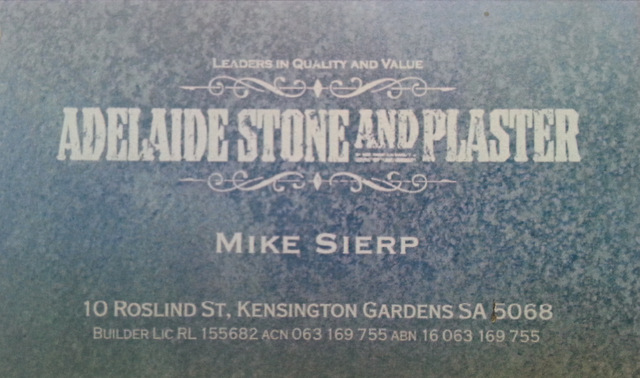 Leaders in Quality and Value
ADELAIDE STONE AND PLASTER
Mike Sierp
10 Roslind St, Kensington Gardens SA 5068
Builder Lic RL 155682 ACN 063 169 755 ABN 16 063 169 755